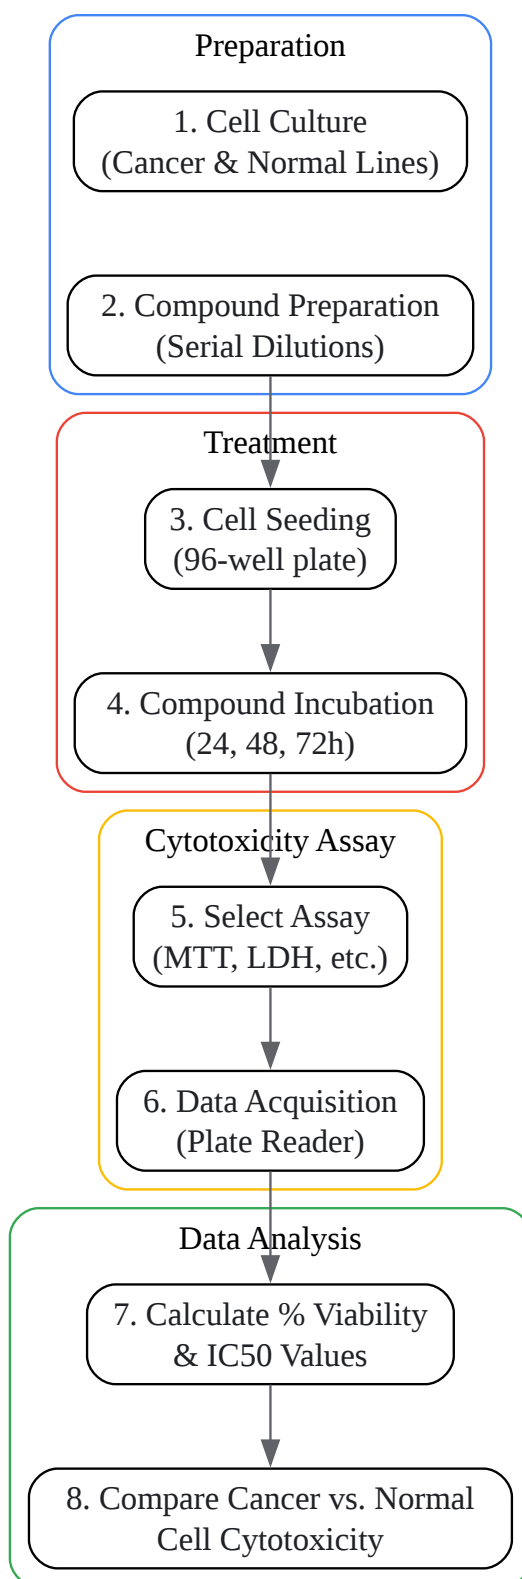 Preparation
1. Cell Culture
(Cancer & Normal Lines)
2. Compound Preparation
(Serial Dilutions)
Treatment
3. Cell Seeding
(96-well plate)
4. Compound Incubation
(24, 48, 72h)
Cytotoxicity Assay
5. Select Assay
(MTT, LDH, etc.)
6. Data Acquisition
(Plate Reader)
Data Analysis
7. Calculate % Viability
& IC50 Values
8. Compare Cancer vs. Normal
Cell Cytotoxicity